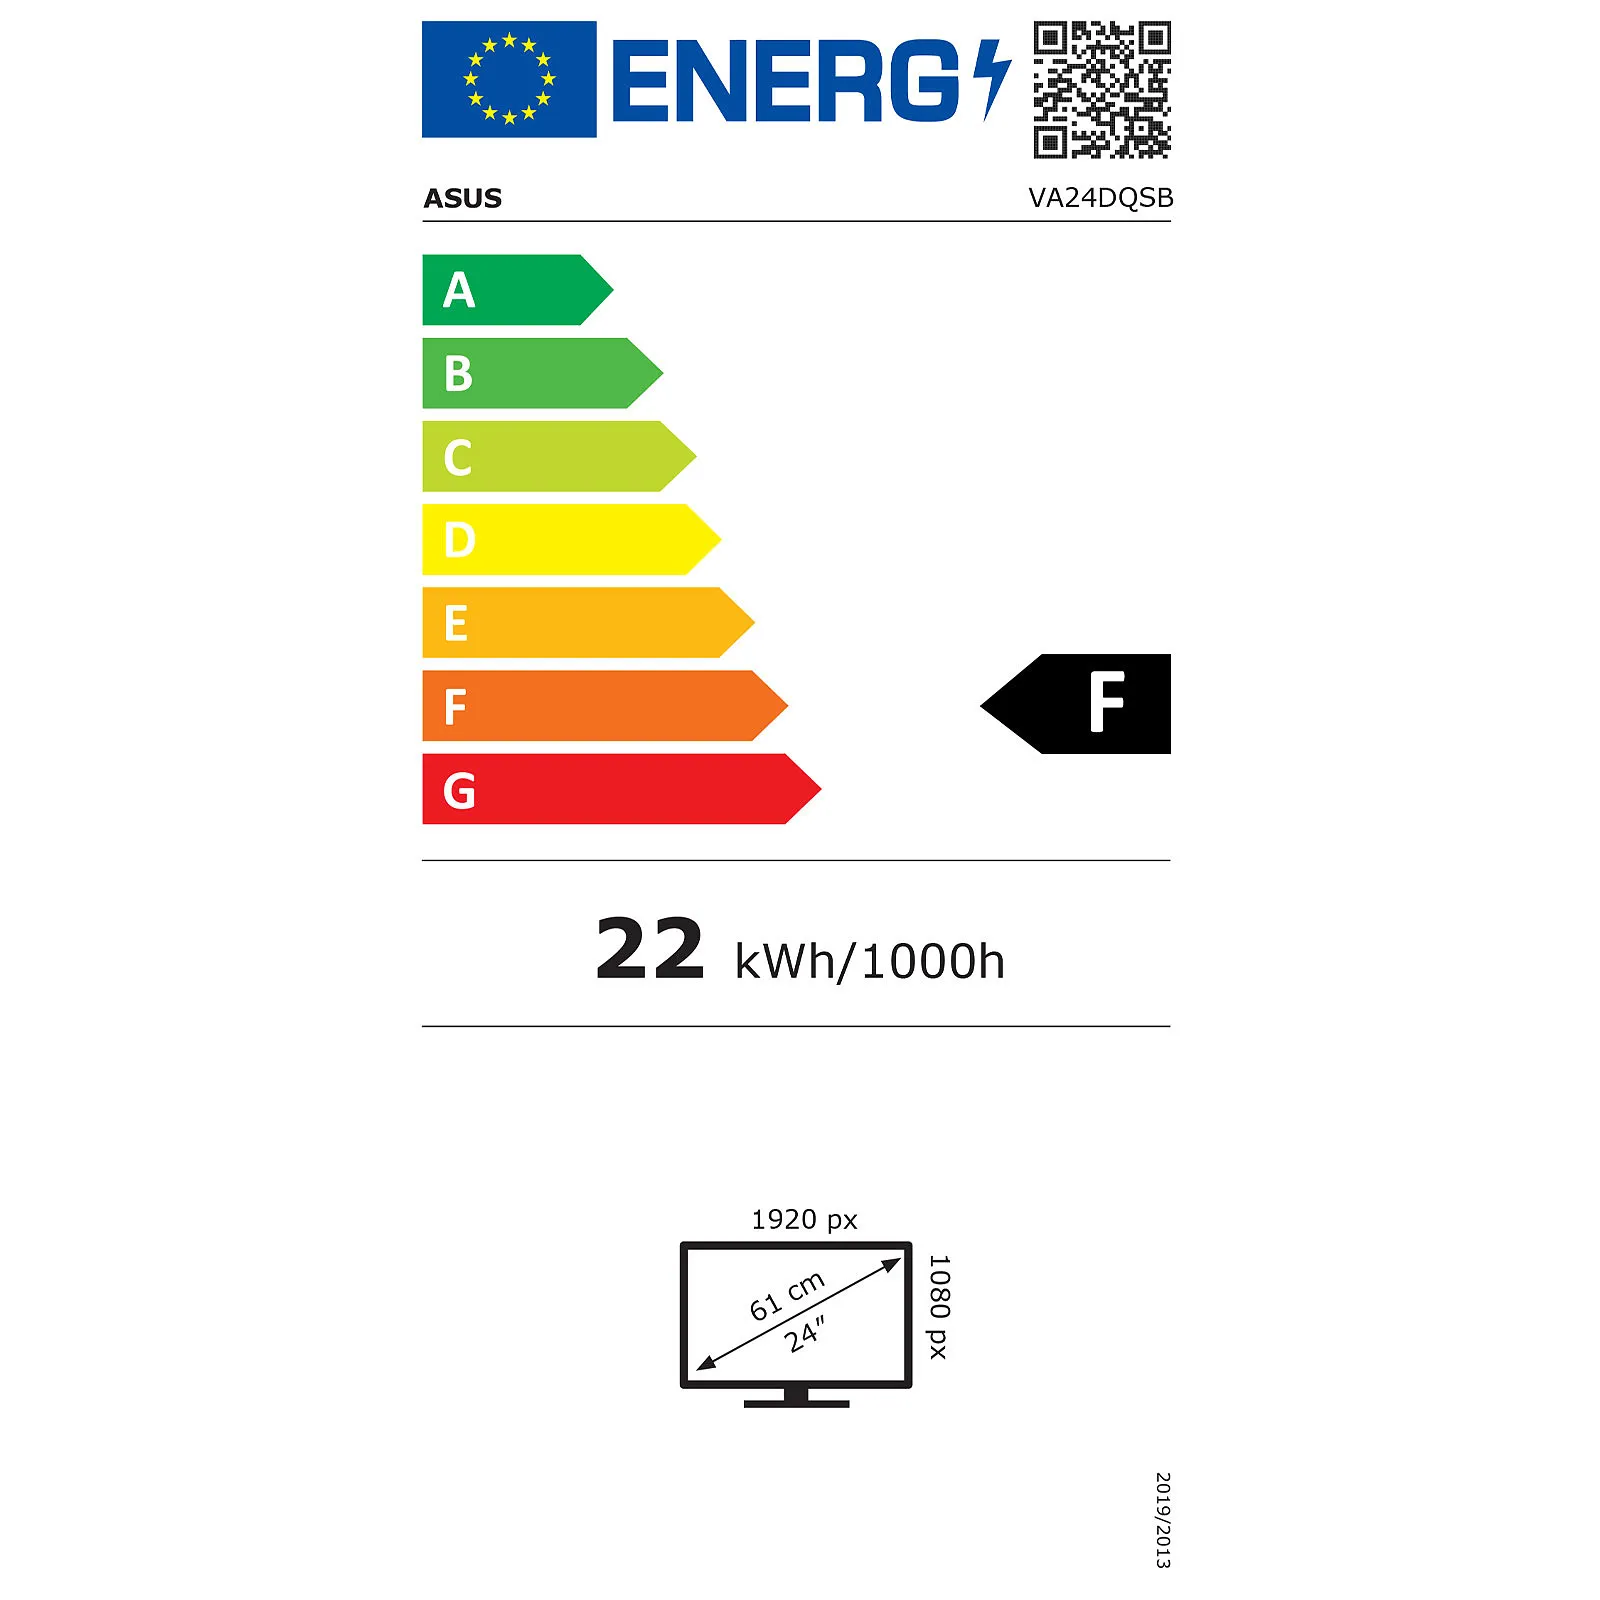 ENERG
ASUS
VA24DQSB
A
B
C
D
E
F
F
G
22 kWh/1000h
1920 px
1080 px
61 cm
24"
2019/2013